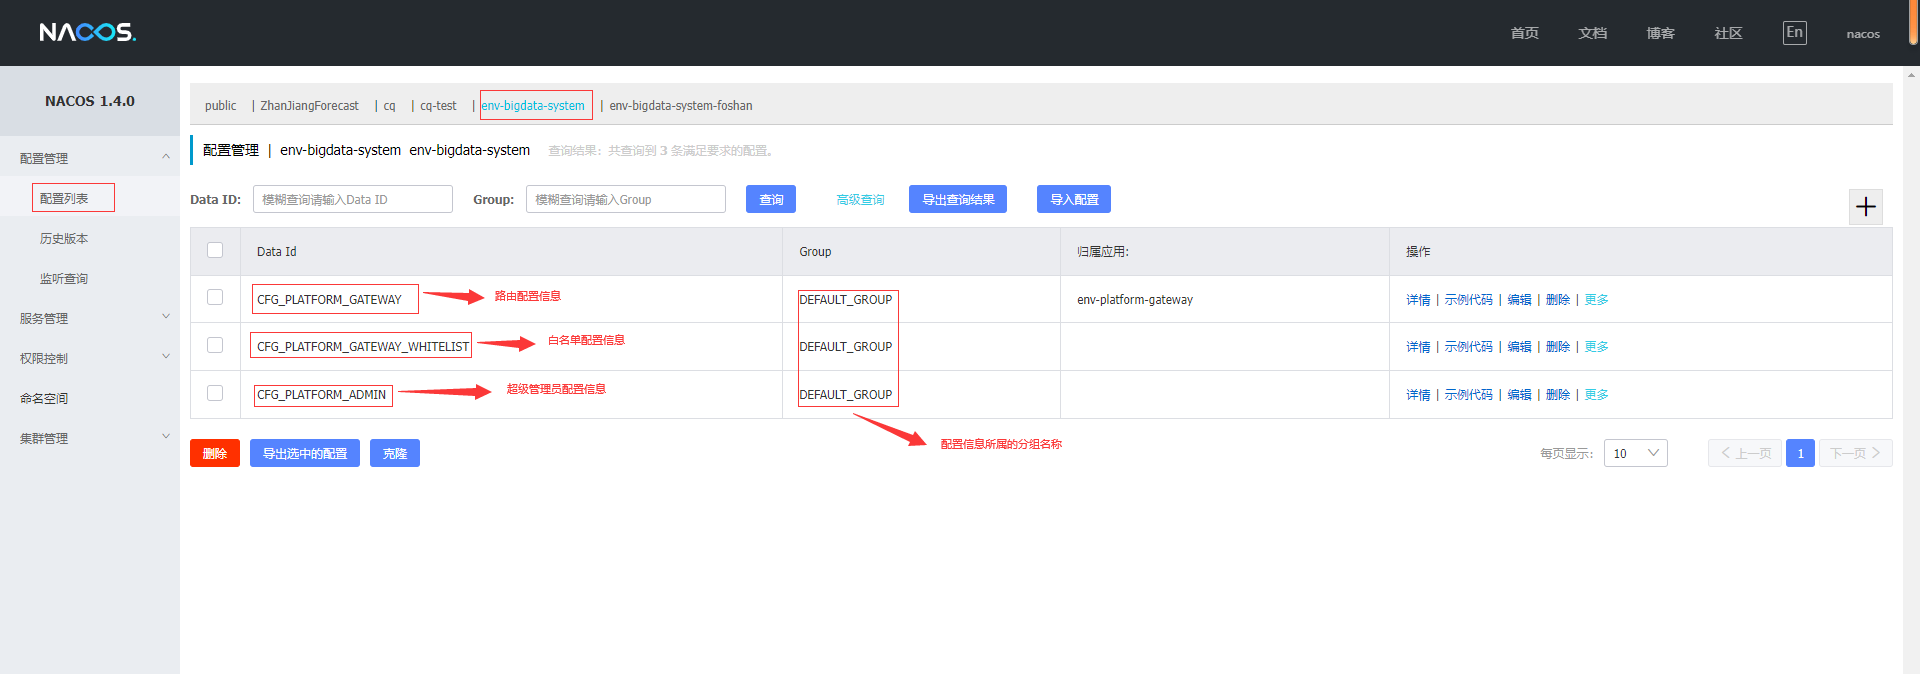 NACOS.
首页 文档 博客 社区 En nacos
NACOS 1.4.0
配置管理
配置列表
历史版本
监听查询
服务管理
权限控制
命名空间
集群管理
public | ZhanJiangForecast | cq | cq-test | env-bigdata-system | env-bigdata-system-foshan
配置管理 | env-bigdata-system env-bigdata-system 查询结果：共查询到 3 条满足要求的配置。
Data ID: 模糊查询请输入Data ID Group: 模糊查询请输入Group 查询 高级查询 导出查询结果 导入配置
Data Id Group 归属应用: 操作
CFG_PLATFORM_GATEWAY 路由配置信息 DEFAULT_GROUP env-platform-gateway 详情 | 示例代码 | 编辑 | 删除 | 更多
CFG_PLATFORM_GATEWAY_WHITELIST 白名单配置信息 DEFAULT_GROUP 详情 | 示例代码 | 编辑 | 删除 | 更多
CFG_PLATFORM_ADMIN 超级管理员配置信息 DEFAULT_GROUP 详情 | 示例代码 | 编辑 | 删除 | 更多
配置信息所属的分组名称
删除 导出选中的配置 克隆 每页显示: 10 上一页 1 下一页